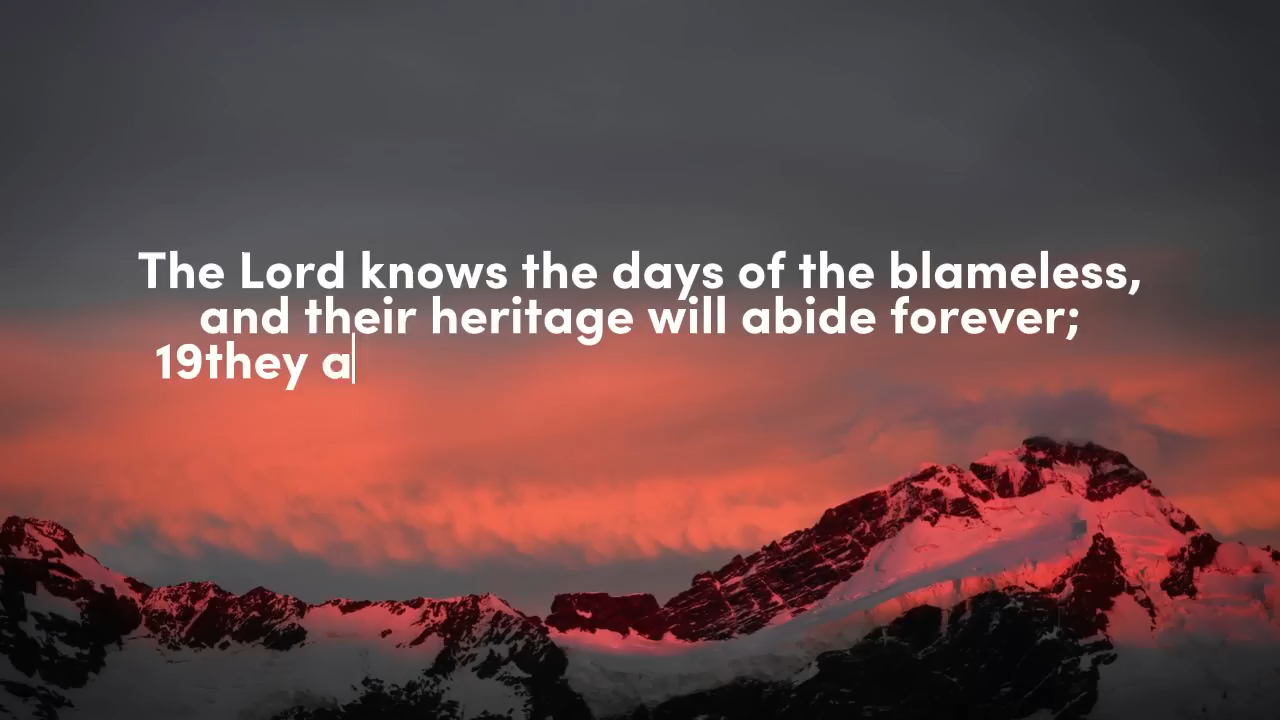 The Lord knows the days of the blameless,
and their heritage will abide forever;
19they a